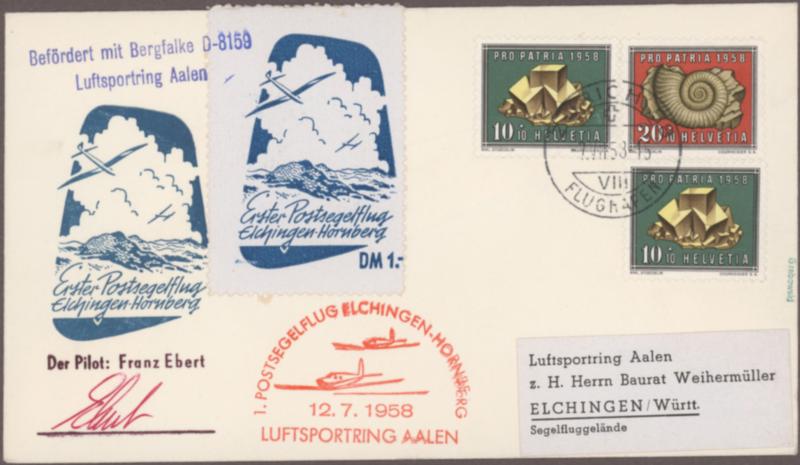 Befördert mit Bergfalke D-8159
Luftsportring Aalen
Erster Postsegelflug
Elchingen-Hornberg
Der Pilot: Franz Ebert
Erster Postsegelflug
Elchingen-Hornberg
DM 1.-
1. POSTSEGELFLUG ELCHINGEN-HORNBERG
12.7.1958
LUFTSPORTRING AALEN
PRO PATRIA 1958
10+10 HELVETIA
PRO PATRIA 1958
20+10 HELVETIA
PRO PATRIA 1958
10+10 HELVETIA
VIII
FLUGHAFEN
Luftsportring Aalen
z. H. Herrn Baurat Weihermüller
ELCHINGEN/Württ.
Segelfluggelände